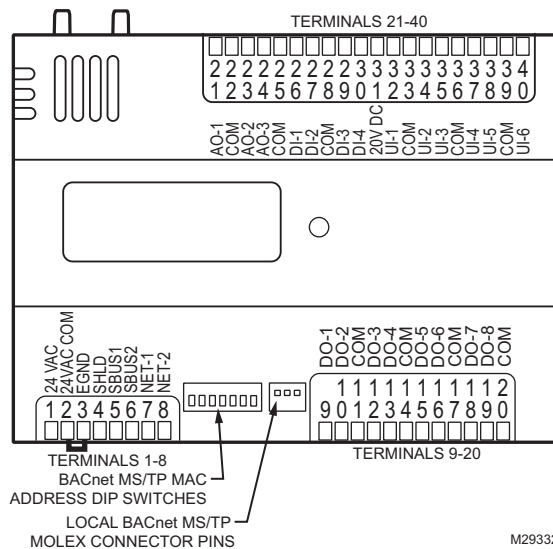 TERMINALS 21-40
2 2 2 2 2 2 2 2 2 3 3 3 3 3 3 3 3 3 3 4
1 2 3 4 5 6 7 8 9 0 1 2 3 4 5 6 7 8 9 0
AO-1
COM
AO-2
AO-3
COM
DI-1
DI-2
COM
DI-3
DI-4
20V DC
UI-1
COM
UI-2
UI-3
COM
UI-4
UI-5
COM
UI-6
24 VAC
24VAC COM
EGND
SHLD
SBUS1
SBUS2
NET-1
NET-2
1 2 3 4 5 6 7 8
DO-1
DO-2
COM
DO-3
DO-4
COM
DO-5
DO-6
COM
DO-7
DO-8
COM
1 1 1 1 1 1 1 1 1 1 2
9 0 1 2 3 4 5 6 7 8 9 0
TERMINALS 1-8
TERMINALS 9-20
BACnet MS/TP MAC
ADDRESS DIP SWITCHES
LOCAL BACnet MS/TP
MOLEX CONNECTOR PINS
M29332